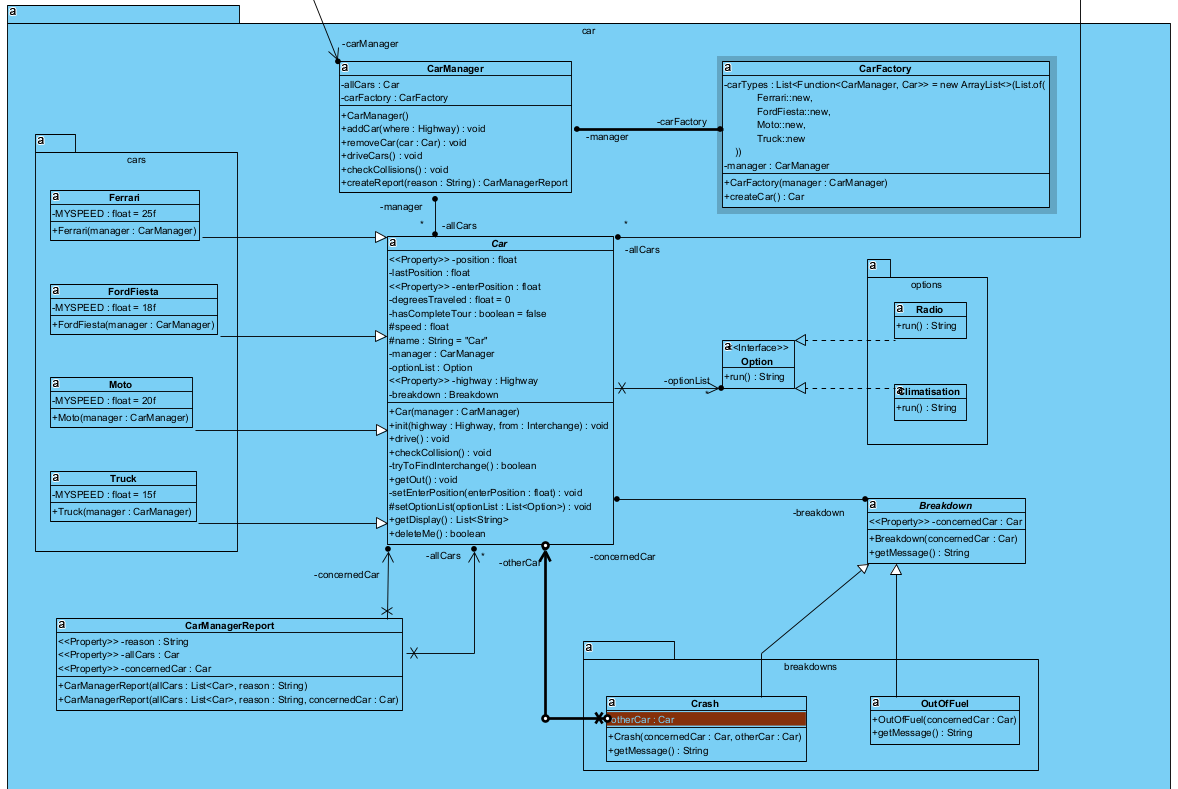 a
car
-carManager
a
CarManager
-allCars : Car
-carFactory : CarFactory
+CarManager()
+addCar(where : Highway) : void
+removeCar(car : Car) : void
+driveCars() : void
+checkCollisions() : void
+createReport(reason : String) : CarManagerReport
-carFactory
-manager
a
CarFactory
-carTypes : List<Function<CarManager, Car>> = new ArrayList<>(List.of(
Ferrari::new,
FordFiesta::new,
Moto::new,
Truck::new
))
-manager : CarManager
+CarFactory(manager : CarManager)
+createCar() : Car
a
cars
a
Ferrari
-MYSPEED : float = 25f
+Ferrari(manager : CarManager)
a
FordFiesta
-MYSPEED : float = 18f
+FordFiesta(manager : CarManager)
a
Moto
-MYSPEED : float = 20f
+Moto(manager : CarManager)
a
Truck
-MYSPEED : float = 15f
+Truck(manager : CarManager)
-manager
*
-allCars
*
-allCars
a
Car
<<Property>> -position : float
-lastPosition : float
<<Property>> -enterPosition : float
-degreesTraveled : float = 0
-hasCompleteTour : boolean = false
#speed : float
#name : String = "Car"
-manager : CarManager
-optionList : Option
<<Property>> -highway : Highway
-breakdown : Breakdown
+Car(manager : CarManager)
+init(highway : Highway, from : Interchange) : void
+drive() : void
+checkCollision() : void
-tryToFindInterchange() : boolean
+getOut() : void
-setEnterPosition(enterPosition : float) : void
#setOptionList(optionList : List<Option>) : void
+getDisplay() : List<String>
+deleteMe() : boolean
a
options
a
Radio
+run() : String
a
<<Interface>>
Option
+run() : String
-optionList
*
a
Climatisation
+run() : String
-breakdown
a
Breakdown
<<Property>> -concernedCar : Car
+Breakdown(concernedCar : Car)
+getMessage() : String
-allCars
*
-otherCar
-concernedCar
-concernedCar
a
CarManagerReport
<<Property>> -reason : String
<<Property>> -allCars : Car
<<Property>> -concernedCar : Car
+CarManagerReport(allCars : List<Car>, reason : String)
+CarManagerReport(allCars : List<Car>, reason : String, concernedCar : Car)
a
breakdowns
a
Crash
otherCar : Car
+Crash(concernedCar : Car, otherCar : Car)
+getMessage() : String
a
OutOfFuel
+OutOfFuel(concernedCar : Car)
+getMessage() : String